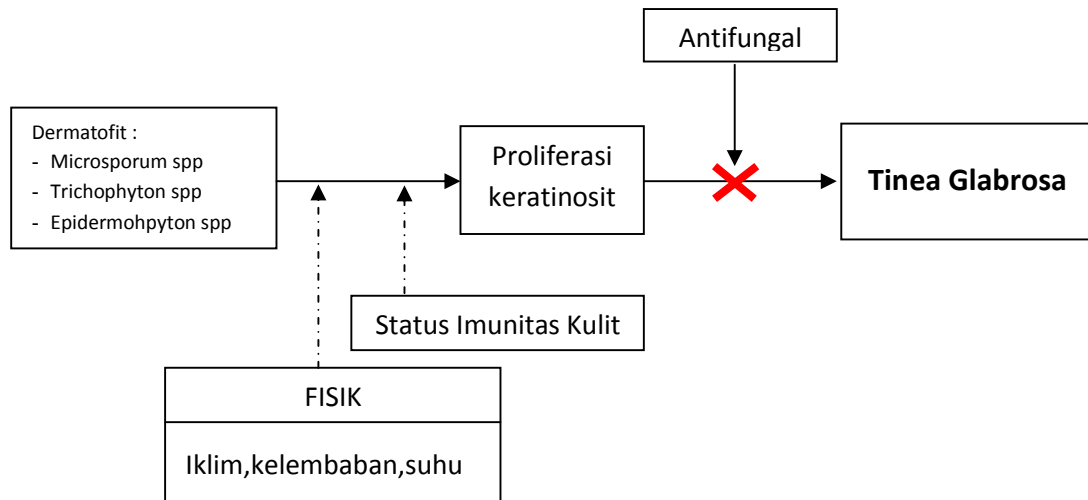 Antifungal
Dermatofit :
- Microsporum spp
- Trichophyton spp
- Epidermohpyton spp
Proliferasi
keratinosit
Tinea Glabrosa
Status Imunitas Kulit
FISIK
Iklim,kelembaban,suhu